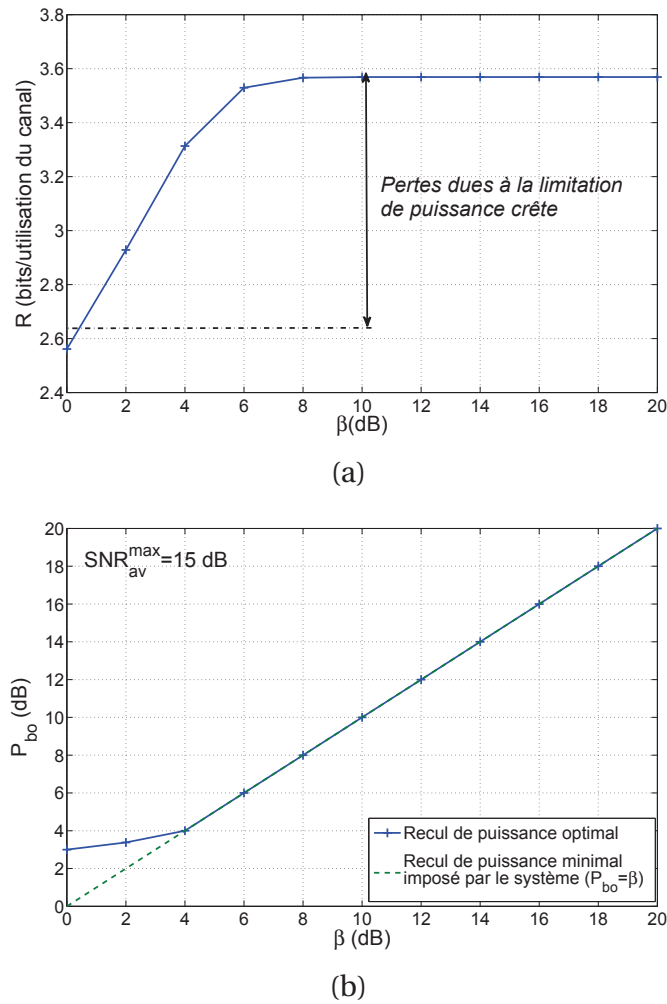 3.8
3.6
3.4
3.2
3
2.8
2.6
2.4
R (bits/utilisation du canal)
Pertes dues à la limitation
de puissance crête
0 2 4 6 8 10 12 14 16 18 20
β(dB)
(a)
20
18
16
14
12
10
8
6
4
2
0
P_bo (dB)
SNR_av^max=15 dB
Recul de puissance optimal
Recul de puissance minimal
imposé par le système (P_bo=β)
0 2 4 6 8 10 12 14 16 18 20
β (dB)
(b)